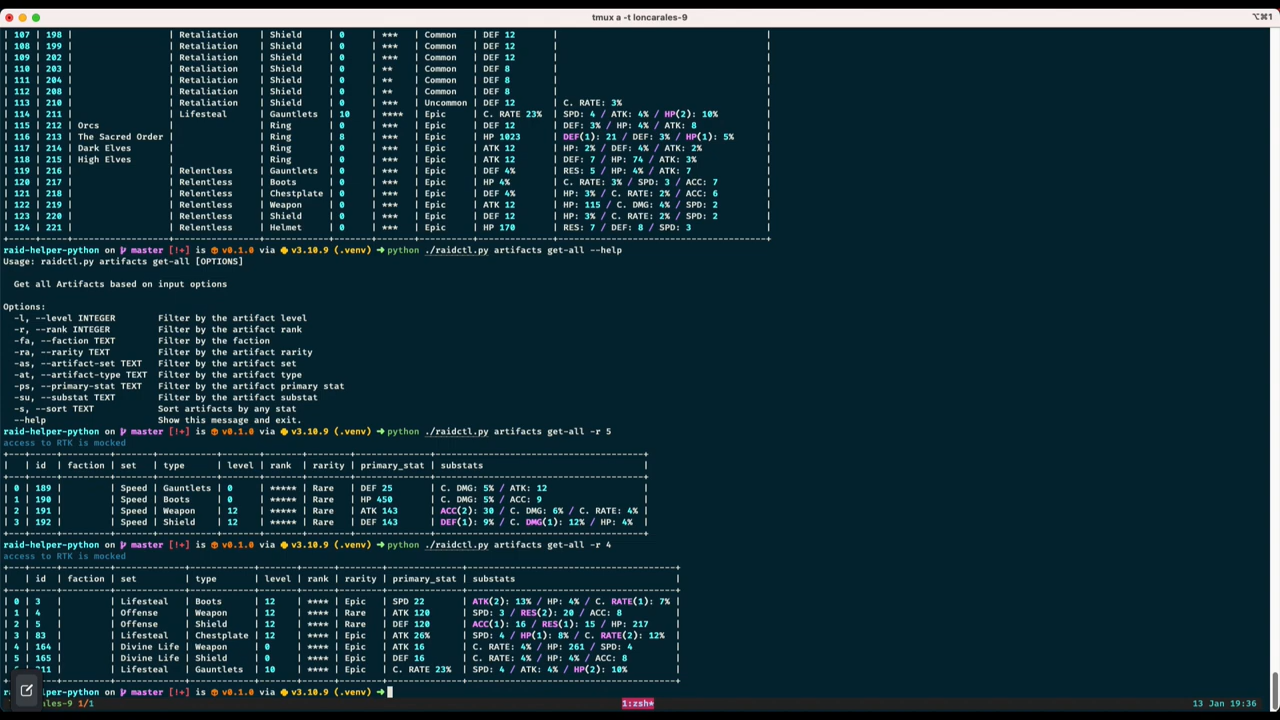 tmux a -t loncarales-9
⌥⌘1
| 107 | 198 | | Retaliation | Shield | 0 | *** | Common | DEF 12 | |
| 108 | 199 | | Retaliation | Shield | 0 | *** | Common | DEF 12 | |
| 109 | 202 | | Retaliation | Shield | 0 | *** | Common | DEF 12 | |
| 110 | 203 | | Retaliation | Shield | 0 | ** | Common | DEF 8 | |
| 111 | 204 | | Retaliation | Shield | 0 | ** | Common | DEF 8 | |
| 112 | 208 | | Retaliation | Shield | 0 | ** | Common | DEF 8 | |
| 113 | 210 | | Retaliation | Shield | 0 | *** | Uncommon | DEF 12 | C. RATE: 3% |
| 114 | 211 | | Lifesteal | Gauntlets | 10 | **** | Epic | C. RATE 23% | SPD: 4 / ATK: 4% / HP(2): 10% |
| 115 | 212 | Orcs | | Ring | 0 | *** | Epic | DEF 12 | DEF: 3% / HP: 4% / ATK: 8 |
| 116 | 213 | The Sacred Order | | Ring | 8 | *** | Epic | HP 1023 | DEF(1): 21 / DEF: 3% / HP(1): 5% |
| 117 | 214 | Dark Elves | | Ring | 0 | *** | Epic | ATK 12 | HP: 2% / DEF: 4% / ATK: 2% |
| 118 | 215 | High Elves | | Ring | 0 | *** | Epic | ATK 12 | DEF: 7 / HP: 74 / ATK: 3% |
| 119 | 216 | | Relentless | Gauntlets | 0 | *** | Epic | DEF 4% | RES: 5 / HP: 4% / ATK: 7 |
| 120 | 217 | | Relentless | Boots | 0 | *** | Epic | HP 4% | C. RATE: 3% / SPD: 3 / ACC: 7 |
| 121 | 218 | | Relentless | Chestplate | 0 | *** | Epic | DEF 4% | HP: 3% / C. RATE: 2% / ACC: 6 |
| 122 | 219 | | Relentless | Weapon | 0 | *** | Epic | ATK 12 | HP: 115 / C. DMG: 4% / SPD: 2 |
| 123 | 220 | | Relentless | Shield | 0 | *** | Epic | DEF 12 | HP: 3% / C. RATE: 2% / SPD: 2 |
| 124 | 221 | | Relentless | Helmet | 0 | *** | Epic | HP 170 | RES: 7 / DEF: 8 / SPD: 3 |
raid-helper-python on master [!+] is v0.1.0 via v3.10.9 (.venv) ➜ python ./raidctl.py artifacts get-all --help
Usage: raidctl.py artifacts get-all [OPTIONS]
Get all Artifacts based on input options
Options:
-l, --level INTEGER Filter by the artifact level
-r, --rank INTEGER Filter by the artifact rank
-fa, --faction TEXT Filter by the faction
-ra, --rarity TEXT Filter by the artifact rarity
-as, --artifact-set TEXT Filter by the artifact set
-at, --artifact-type TEXT Filter by the artifact type
-ps, --primary-stat TEXT Filter by the artifact primary stat
-su, --substat TEXT Filter by the artifact substat
-s, --sort TEXT Sort artifacts by any stat
--help Show this message and exit.
raid-helper-python on master [!+] is v0.1.0 via v3.10.9 (.venv) ➜ python ./raidctl.py artifacts get-all -r 5
access to RTK is mocked
| | id | faction | set | type | level | rank | rarity | primary_stat | substats |
| 0 | 189 | | Speed | Gauntlets | 0 | ***** | Rare | DEF 25 | C. DMG: 5% / ATK: 12 |
| 1 | 190 | | Speed | Boots | 0 | ***** | Rare | HP 450 | C. DMG: 5% / ACC: 9 |
| 2 | 191 | | Speed | Weapon | 12 | ***** | Rare | ATK 143 | ACC(2): 30 / C. DMG: 6% / C. RATE: 4% |
| 3 | 192 | | Speed | Shield | 12 | ***** | Rare | DEF 143 | DEF(1): 9% / C. DMG(1): 12% / HP: 4% |
raid-helper-python on master [!+] is v0.1.0 via v3.10.9 (.venv) ➜ python ./raidctl.py artifacts get-all -r 4
access to RTK is mocked
| | id | faction | set | type | level | rank | rarity | primary_stat | substats |
| 0 | 3 | | Lifesteal | Boots | 12 | **** | Epic | SPD 22 | ATK(2): 13% / HP: 4% / C. RATE(1): 7% |
| 1 | 4 | | Offense | Weapon | 12 | **** | Rare | ATK 120 | SPD: 3 / RES(2): 20 / ACC: 8 |
| 2 | 5 | | Offense | Shield | 12 | **** | Rare | DEF 120 | ACC(1): 16 / RES(1): 15 / HP: 217 |
| 3 | 83 | | Lifesteal | Chestplate | 12 | **** | Epic | ATK 26% | SPD: 4 / HP(1): 8% / C. RATE(2): 12% |
| 4 | 164 | | Divine Life | Weapon | 0 | **** | Epic | ATK 16 | C. RATE: 4% / HP: 261 / SPD: 4 |
| 5 | 165 | | Divine Life | Shield | 0 | **** | Epic | DEF 16 | C. RATE: 4% / HP: 4% / ACC: 8 |
211 | | Lifesteal | Gauntlets | 10 | **** | Epic | C. RATE 23% | SPD: 4 / ATK: 4% / HP(2): 10% |
ra helper-python on master [!+] is v0.1.0 via v3.10.9 (.venv) ➜
ales-9 1/1 1:zsh* 13 Jan 19:36